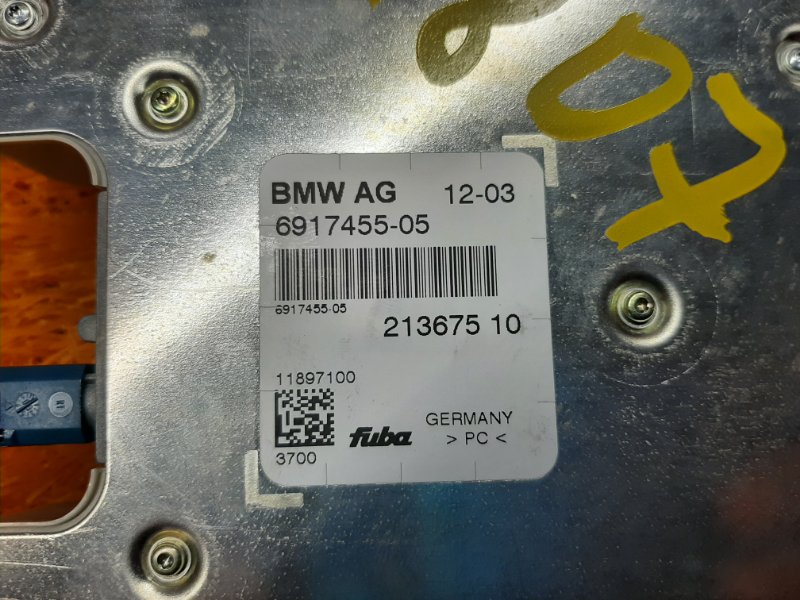 BMW AG 12-03
6917455-05
6917455-05
213675 10
11897100
fuba GERMANY
> PC <
3700